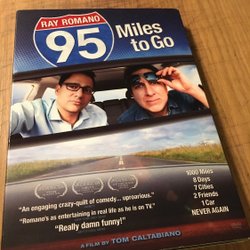 RAY ROMANO
95 Miles
to Go
"An engaging crazy-quilt of comedy... uproarious."
"Romano's as entertaining in real life as he is on TV."
"Really damn funny!"
1000 Miles
8 Days
7 Cities
2 Friends
1 Car
NEVER AGAIN
A FILM BY TOM CALTABIANO